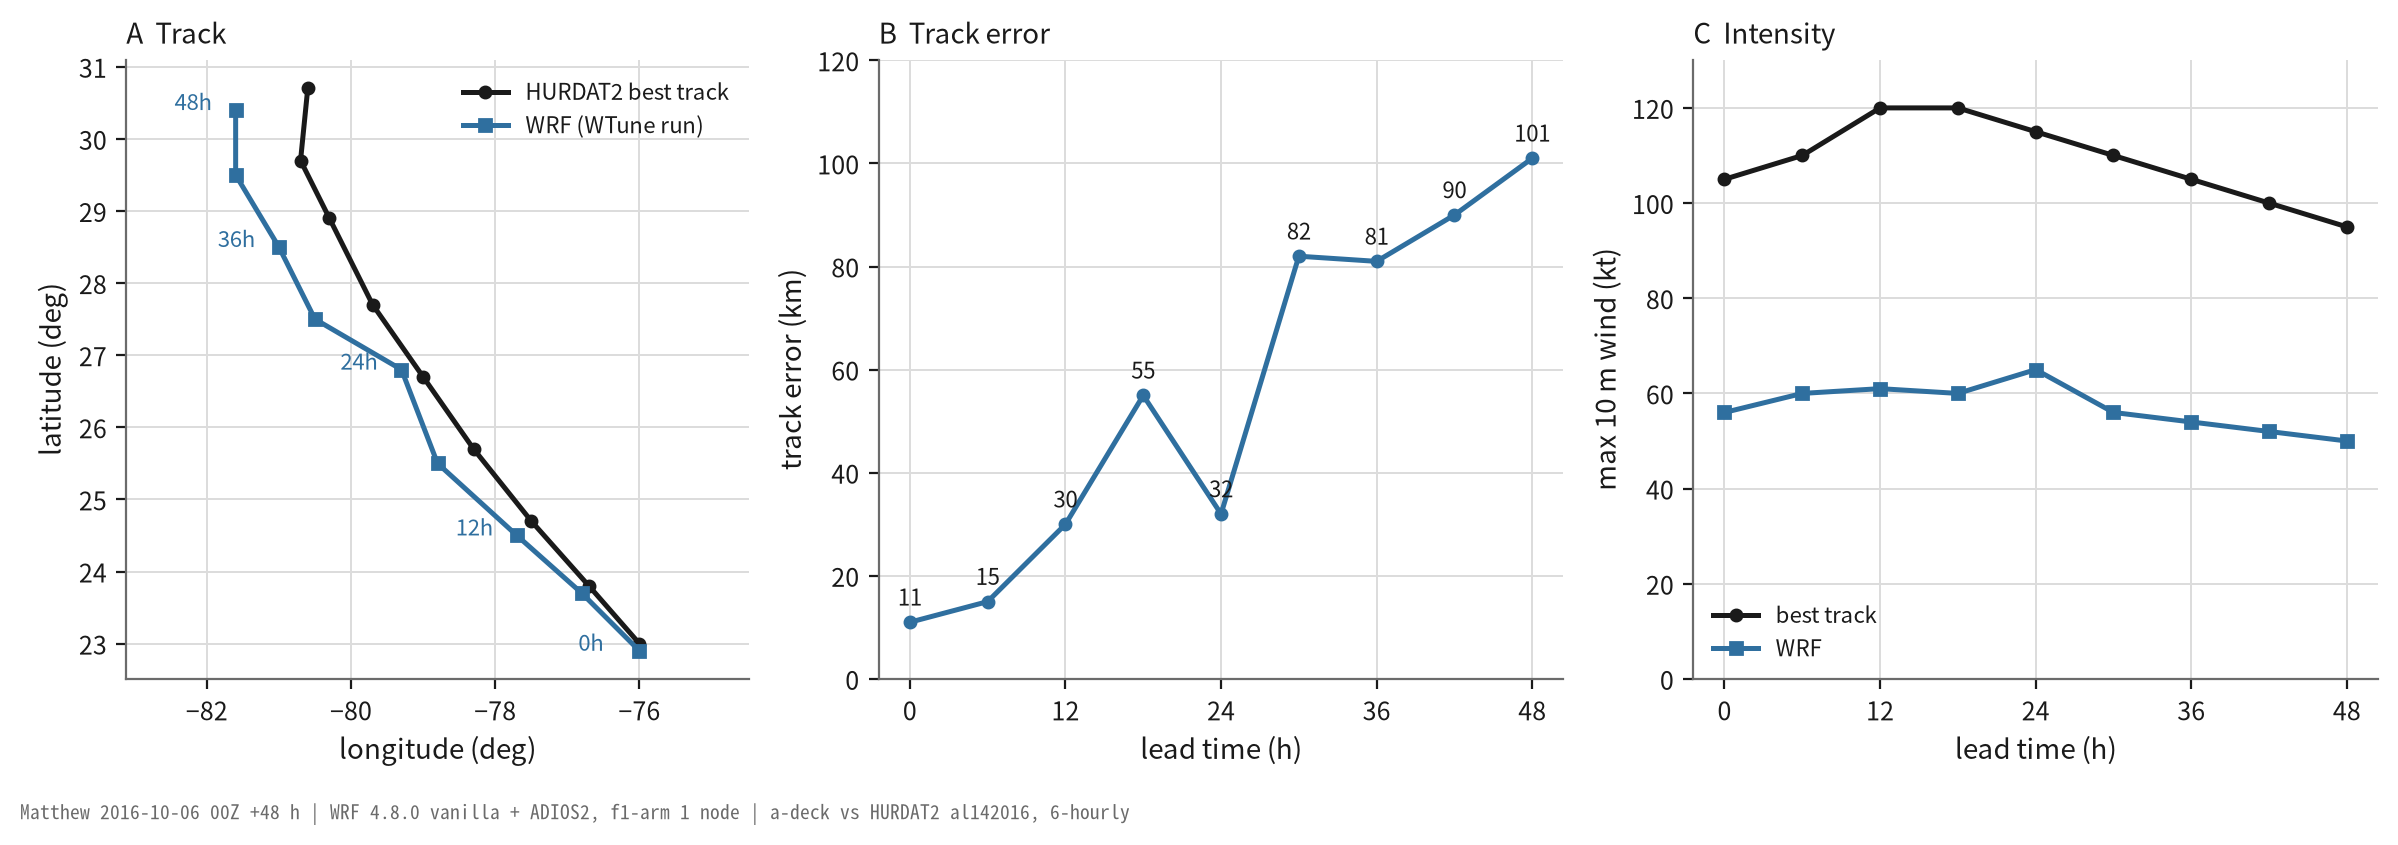 A Track
31
30
29
28
27
26
25
24
23
latitude (deg)
−82
−80
−78
−76
longitude (deg)
HURDAT2 best track
WRF (WTune run)
48h
36h
24h
12h
0h
B Track error
120
100
80
60
40
20
0
track error (km)
0
12
24
36
48
lead time (h)
11
15
30
55
32
82
81
90
101
C Intensity
120
100
80
60
40
20
0
max 10 m wind (kt)
0
12
24
36
48
lead time (h)
best track
WRF
Matthew 2016-10-06 00Z +48 h | WRF 4.8.0 vanilla + ADIOS2, f1-arm 1 node | a-deck vs HURDAT2 al142016, 6-hourly